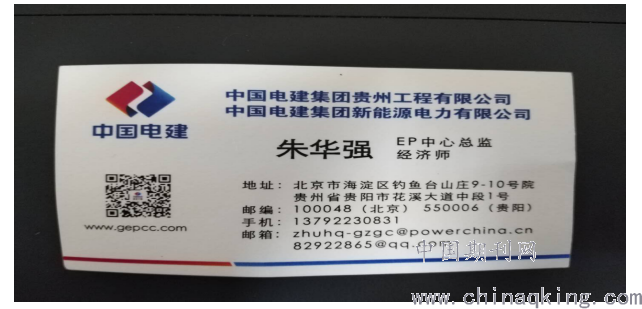 中国电建
www.gepcc.com
中国电建集团贵州工程有限公司
中国电建集团新能源电力有限公司
朱华强 EP中心总监
经济师
地址：北京市海淀区钓鱼台山庄9-10号院
贵州省贵阳市花溪大道中段1号
邮编：100048（北京） 550006（贵阳）
手机：13792230831
邮箱：zhuhq-gzgc@powerchina.cn
82922865@qq.com
中国期刊网
www.chinaqking.com